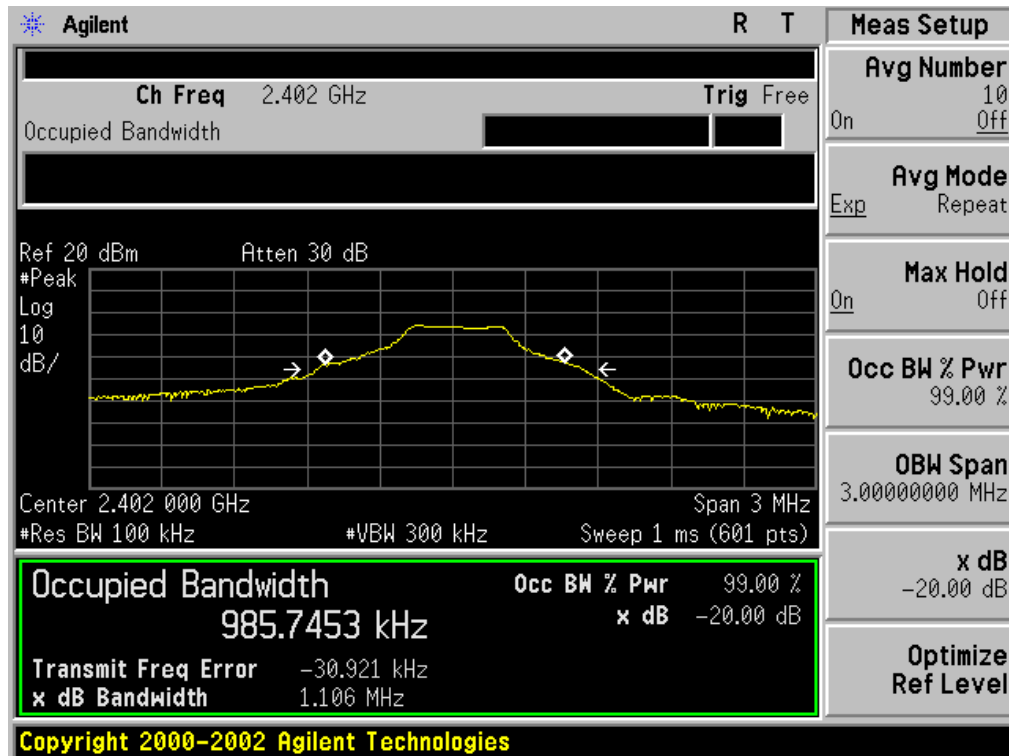 Agilent R T
Ch Freq 2.402 GHz Trig Free
Occupied Bandwidth
Ref 20 dBm Atten 30 dB
#Peak
Log
10
dB/
Center 2.402 000 GHz Span 3 MHz
#Res BW 100 kHz #VBW 300 kHz Sweep 1 ms (601 pts)
Occupied Bandwidth Occ BW % Pwr 99.00 %
985.7453 kHz x dB -20.00 dB
Transmit Freq Error -30.921 kHz
x dB Bandwidth 1.106 MHz
Copyright 2000-2002 Agilent Technologies
Meas Setup
Avg Number
10
On Off
Avg Mode
Exp Repeat
Max Hold
On Off
Occ BW % Pwr
99.00 %
OBW Span
3.00000000 MHz
x dB
-20.00 dB
Optimize
Ref Level